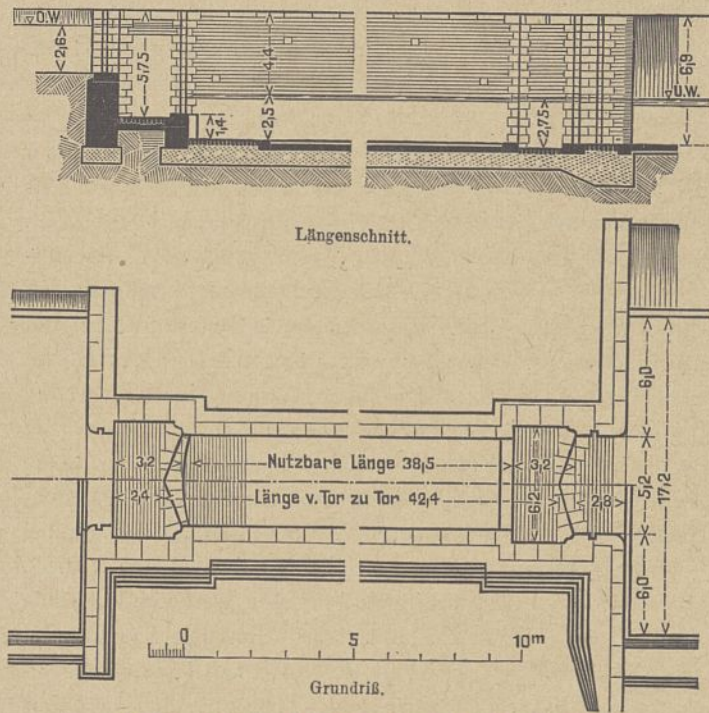 O.W.
2,6
5,75
4,4
6,9
U.W.
1,4
2,5
2,75
Längenschnitt.
6,0
3,2
Nutzbare Länge 38,5
3,2
5,2
17,2
2,4
Länge v. Tor zu Tor 42,4
6,2
2,8
6,0
0 5 10m
Grundriß.